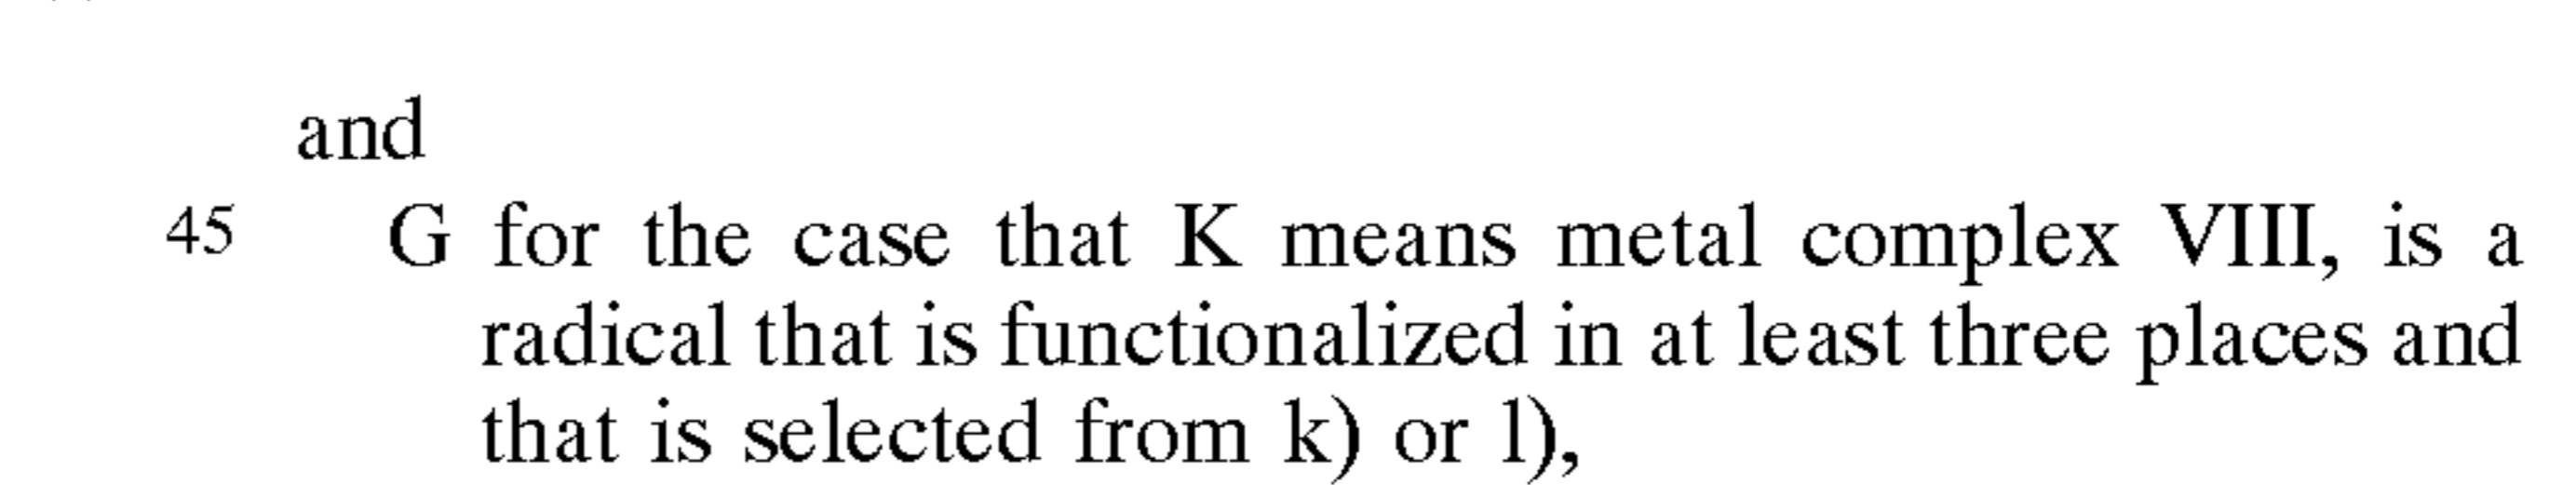 and
45 G for the case that K means metal complex VIII, is a
radical that is functionalized in at least three places and
that is selected from k) or l),